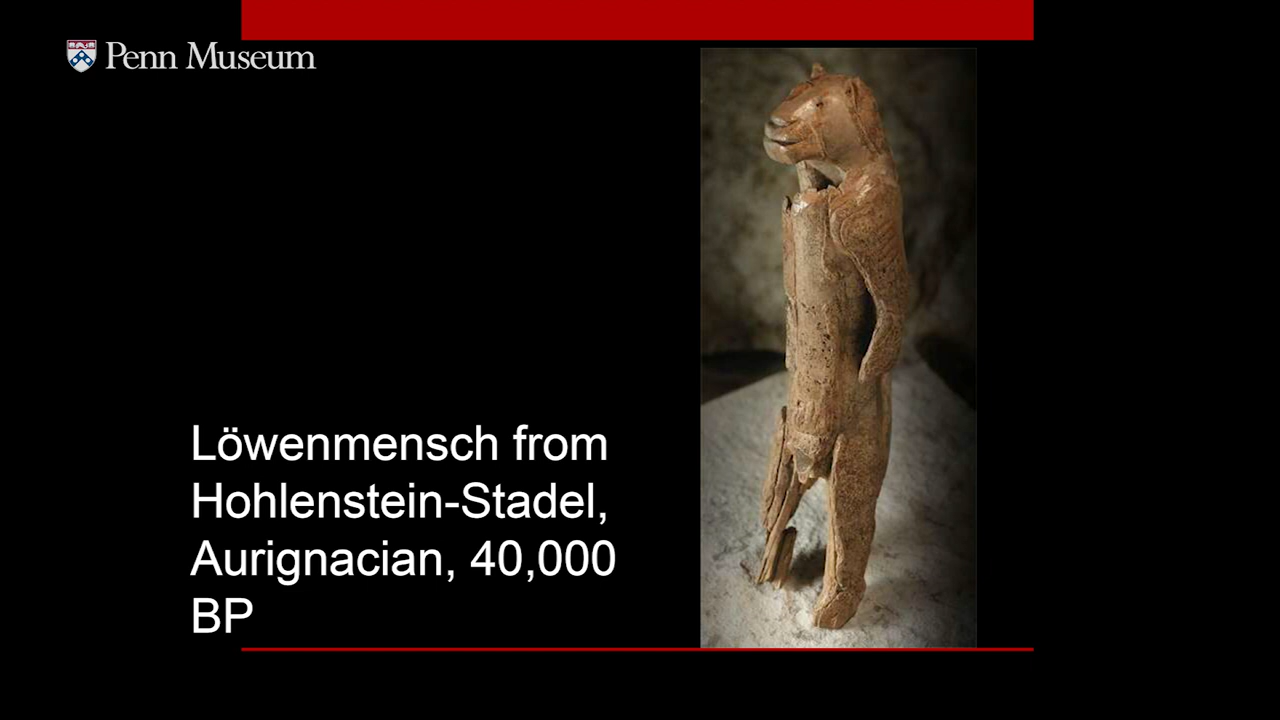 Penn Museum
Löwenmensch from
Hohlenstein-Stadel,
Aurignacian, 40,000
BP